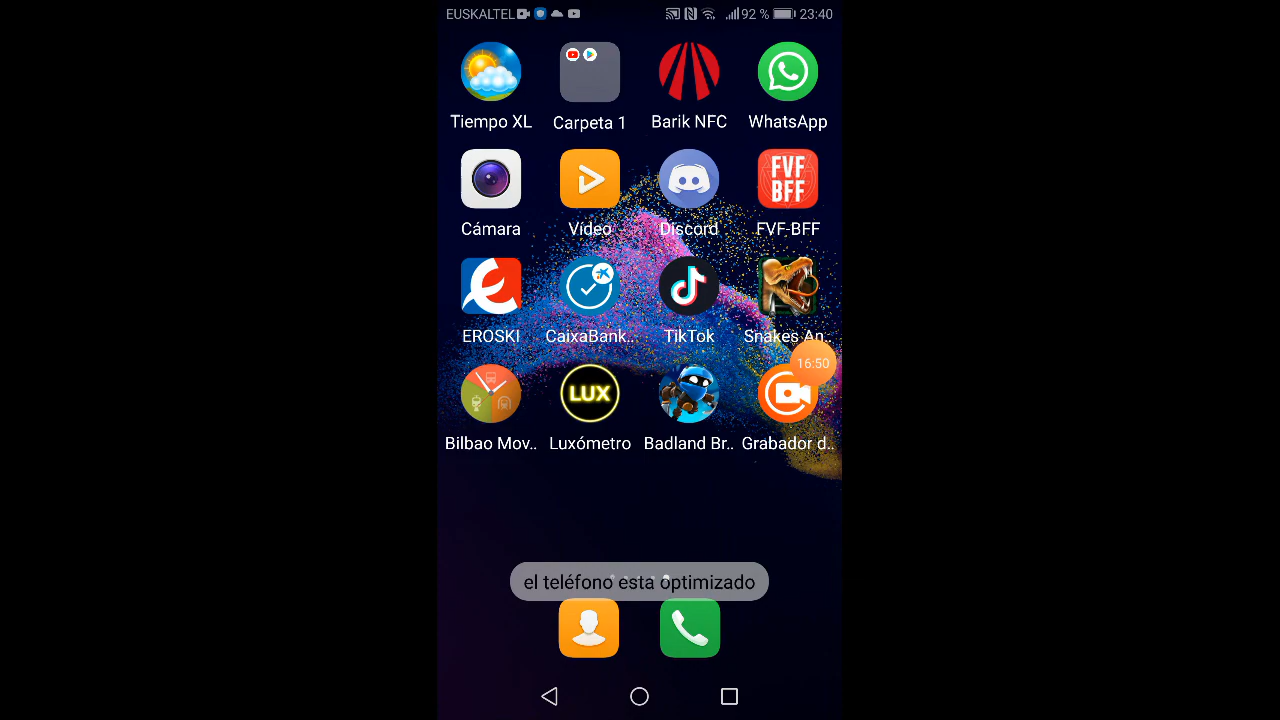 EUSKALTEL 92 % 23:40
Tiempo XL Carpeta 1 Barik NFC WhatsApp
FVF
BFF
Cámara Vídeo Discord FVF-BFF
EROSKI CaixaBank.. TikTok Snakes An..
16:50
LUX
Bilbao Mov.. Luxómetro Badland Br.. Grabador d..
el teléfono esta optimizado